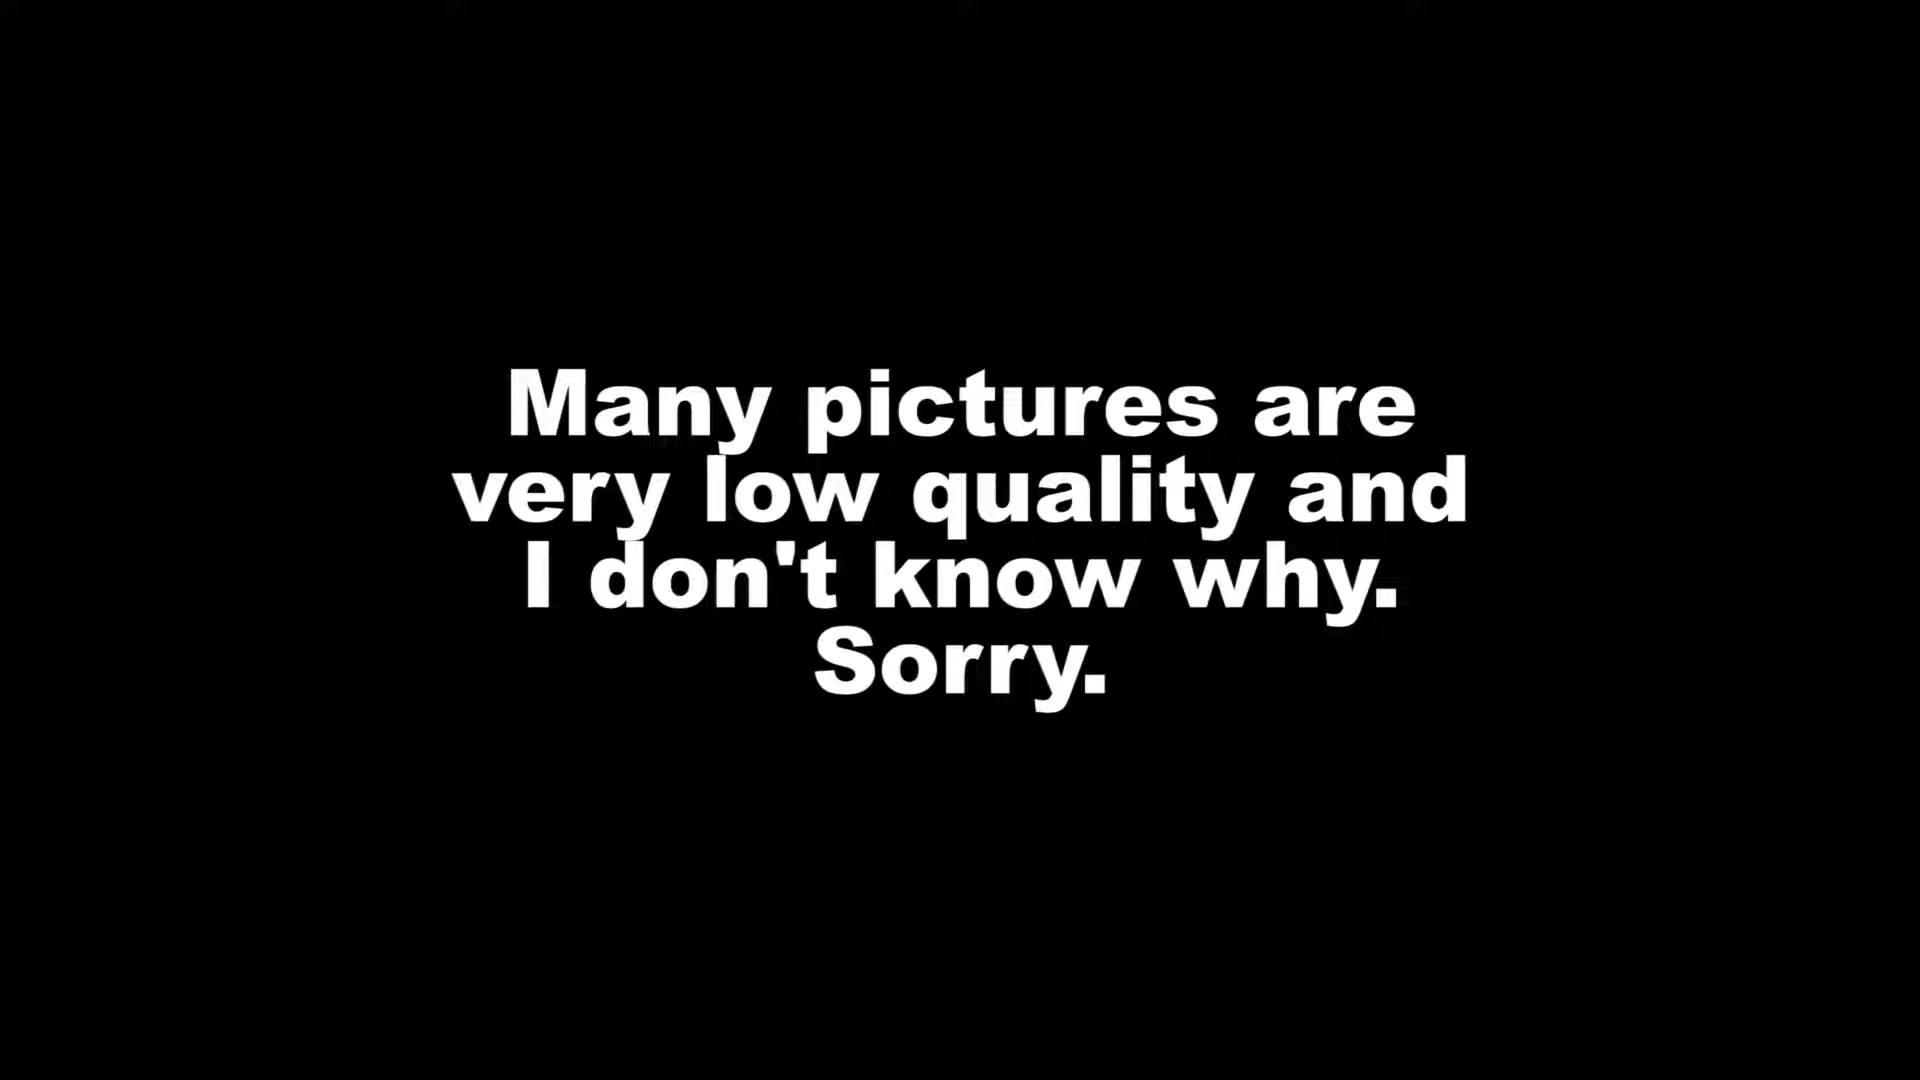 Many pictures are
very low quality and
I don't know why.
Sorry.